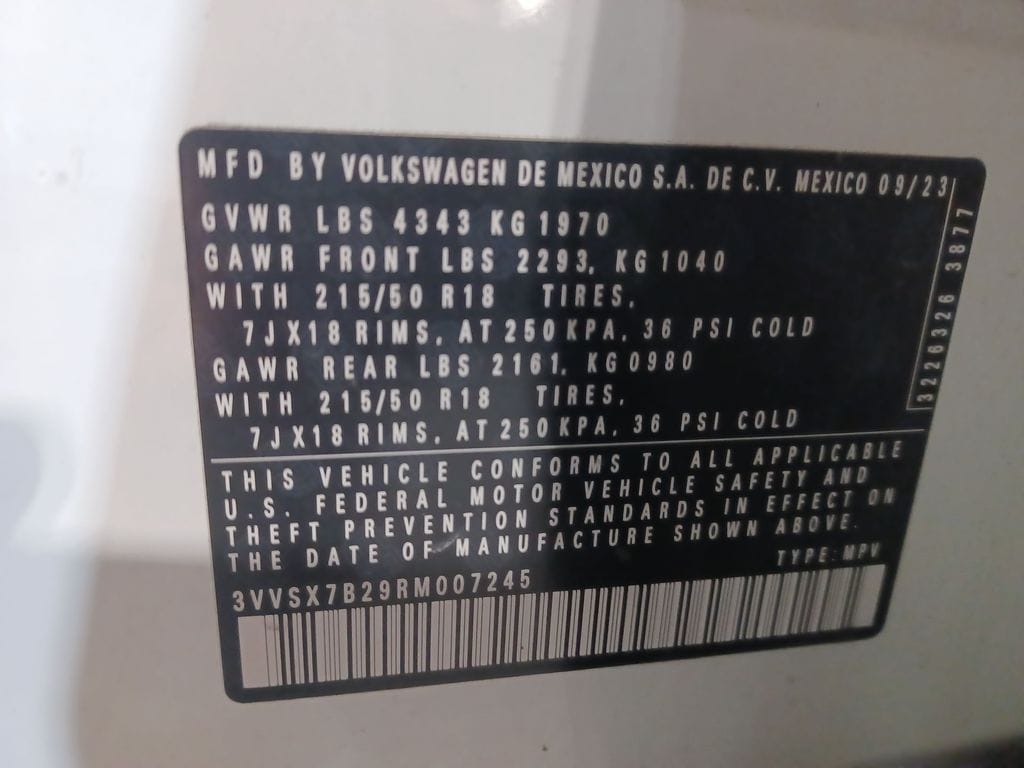 MFD BY VOLKSWAGEN DE MEXICO S.A. DE C.V. MEXICO 09/23
GVWR LBS 4343 KG 1970
GAWR FRONT LBS 2293, KG 1040
WITH 215/50 R18 TIRES,
7JX18 RIMS, AT 250 KPA, 36 PSI COLD
GAWR REAR LBS 2161, KG 0980
WITH 215/50 R18 TIRES,
7JX18 RIMS, AT 250 KPA, 36 PSI COLD
3226326 3877
THIS VEHICLE CONFORMS TO ALL APPLICABLE
U.S. FEDERAL MOTOR VEHICLE SAFETY AND
THEFT PREVENTION STANDARDS IN EFFECT ON
THE DATE OF MANUFACTURE SHOWN ABOVE.
TYPE: MPV
3VVSX7B29RM007245